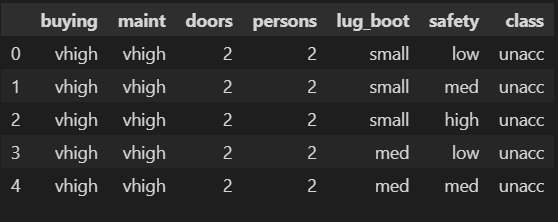 buying maint doors persons lug_boot safety class
0 vhigh vhigh 2 2 small low unacc
1 vhigh vhigh 2 2 small med unacc
2 vhigh vhigh 2 2 small high unacc
3 vhigh vhigh 2 2 med low unacc
4 vhigh vhigh 2 2 med med unacc